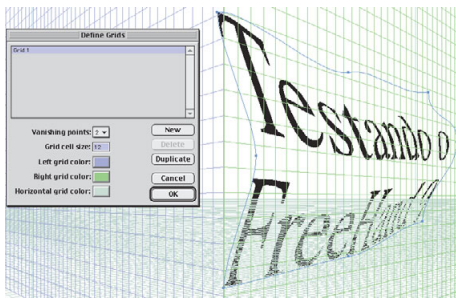 Define Grids
Grid 1
Vanishing points: 2
Grid cell size: 12
Left grid color:
Right grid color:
Horizontal grid color:
New
Delete
Duplicate
Cancel
OK
Testando o
FreeHand